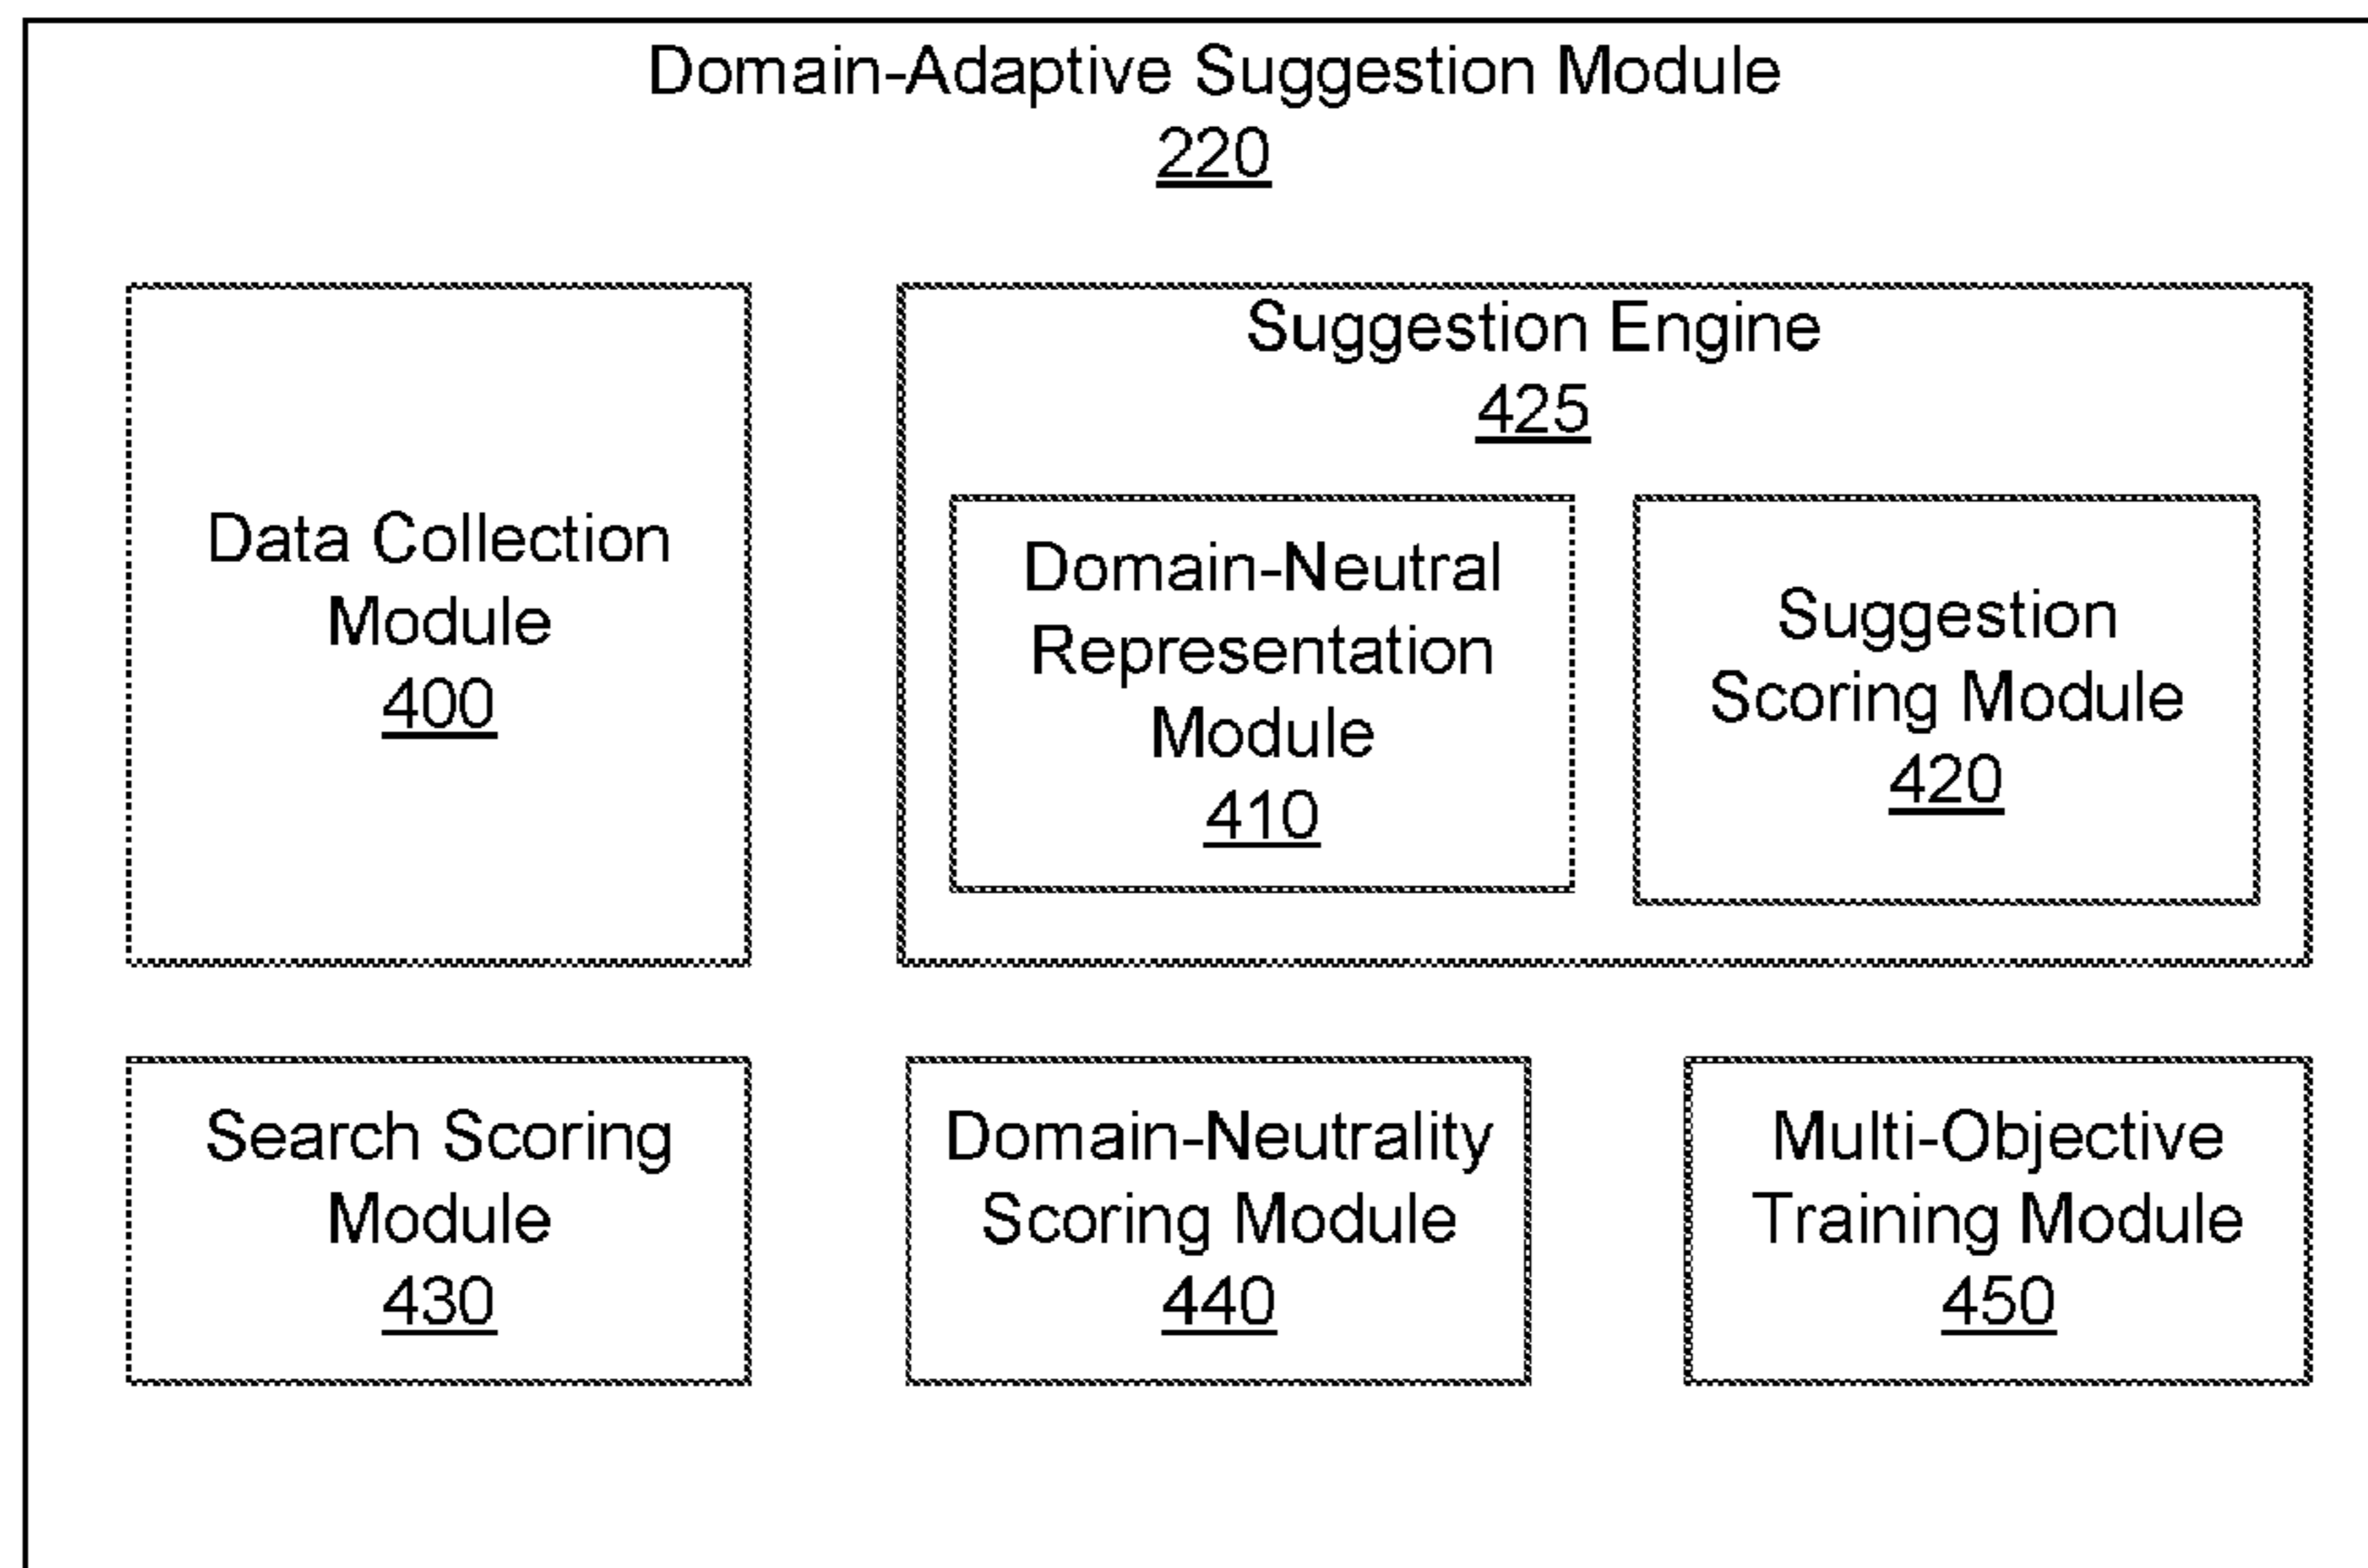 Domain-Adaptive Suggestion Module
220
Data Collection
Module
400
Suggestion Engine
425
Domain-Neutral
Representation
Module
410
Suggestion
Scoring Module
420
Search Scoring
Module
430
Domain-Neutrality
Scoring Module
440
Multi-Objective
Training Module
450